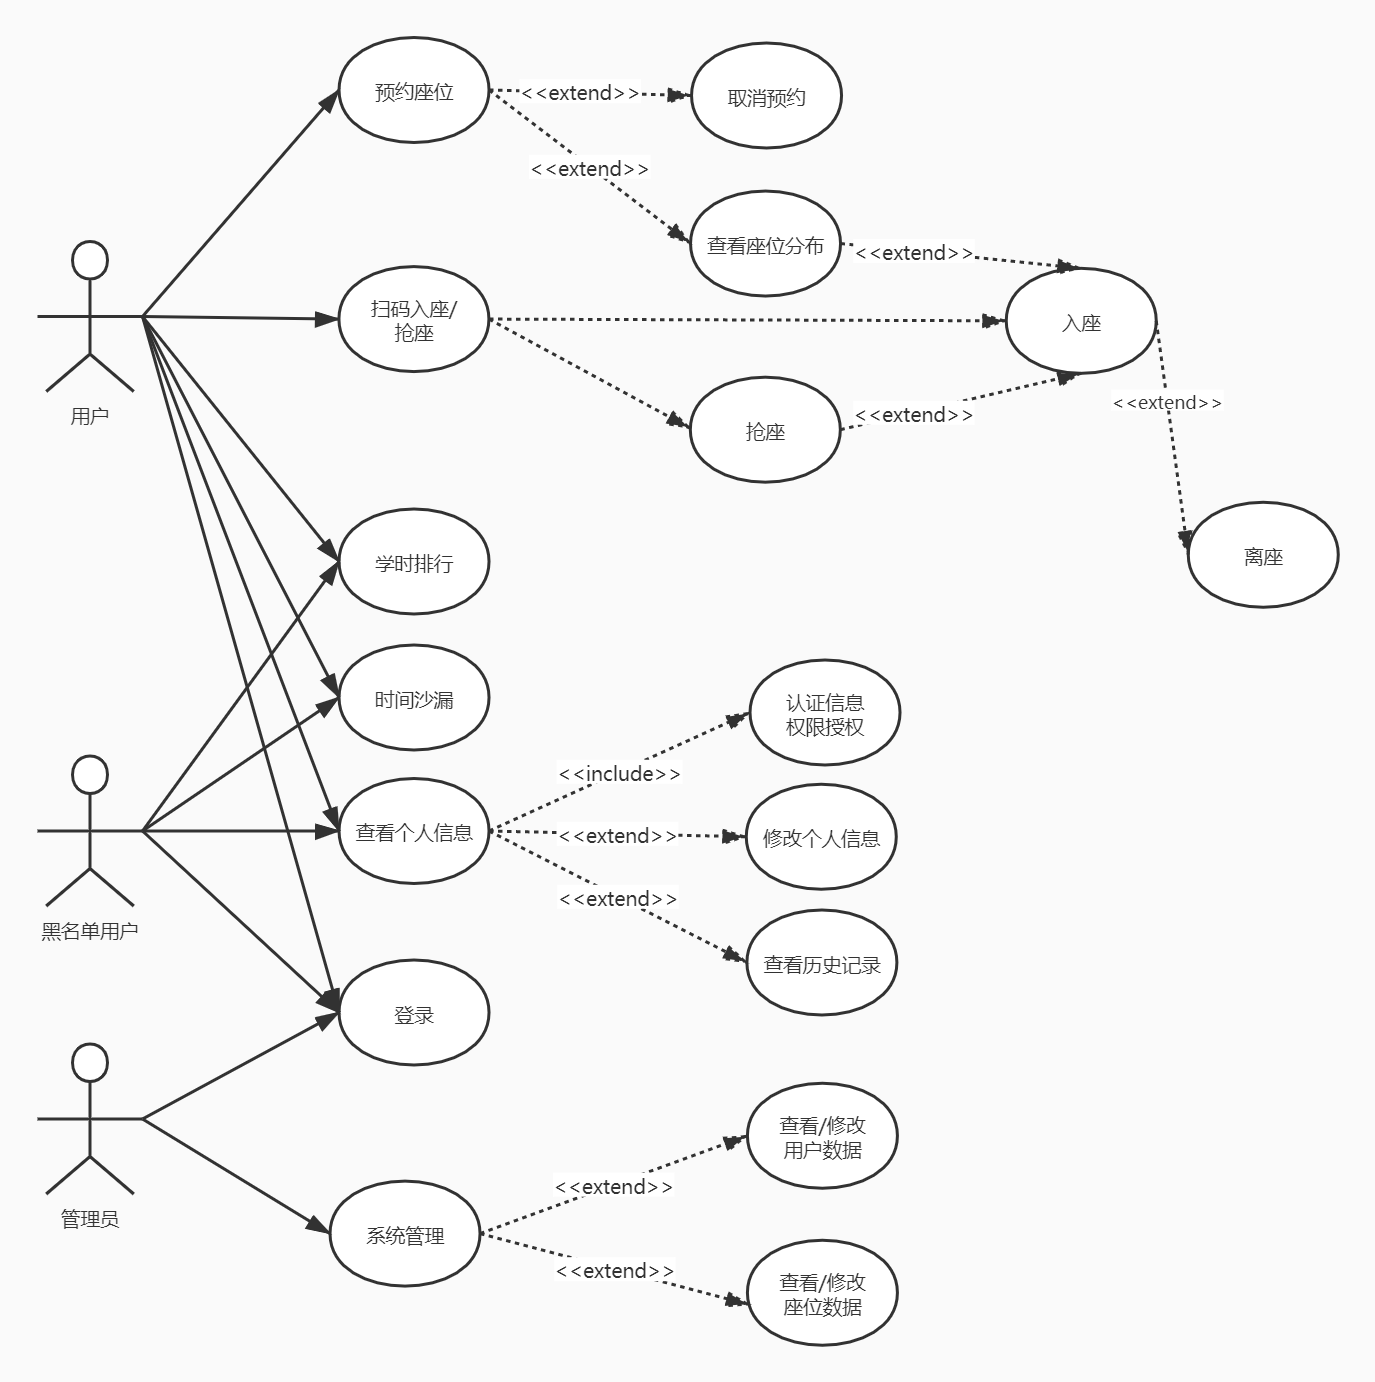 预约座位
<<extend>>
取消预约
<<extend>>
查看座位分布
<<extend>>
扫码入座/
抢座
入座
用户
<<extend>>
抢座
<<extend>>
学时排行
离座
时间沙漏
认证信息
权限授权
<<include>>
查看个人信息
<<extend>>
修改个人信息
<<extend>>
黑名单用户
查看历史记录
登录
查看/修改
用户数据
<<extend>>
管理员
系统管理
<<extend>>
查看/修改
座位数据